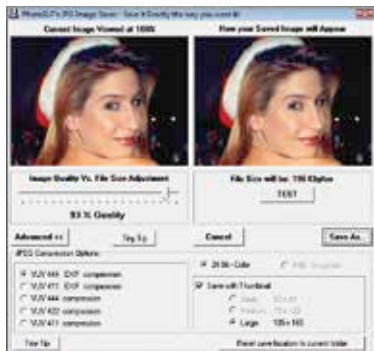 PhotoELF's JPG Image Saver - Save it Exactly the way you want it!
Current Image Viewed at 100%
How your Saved Image will Appear
Image Quality Vs. File Size Adjustment
File Size will be: Kbytes
TEST
93 % Quality
Advanced <<
Tiny Tip
Cancel
Save As..
JPEG Compression Options:
YUV 444 EXIF compression
YUV 411 EXIF compression
YUV 444 compression
YUV 422 compression
YUV 411 compression
24 Bit - Color
Save with Thumbnail
Large
Tiny Tip
Reset save location to current folder